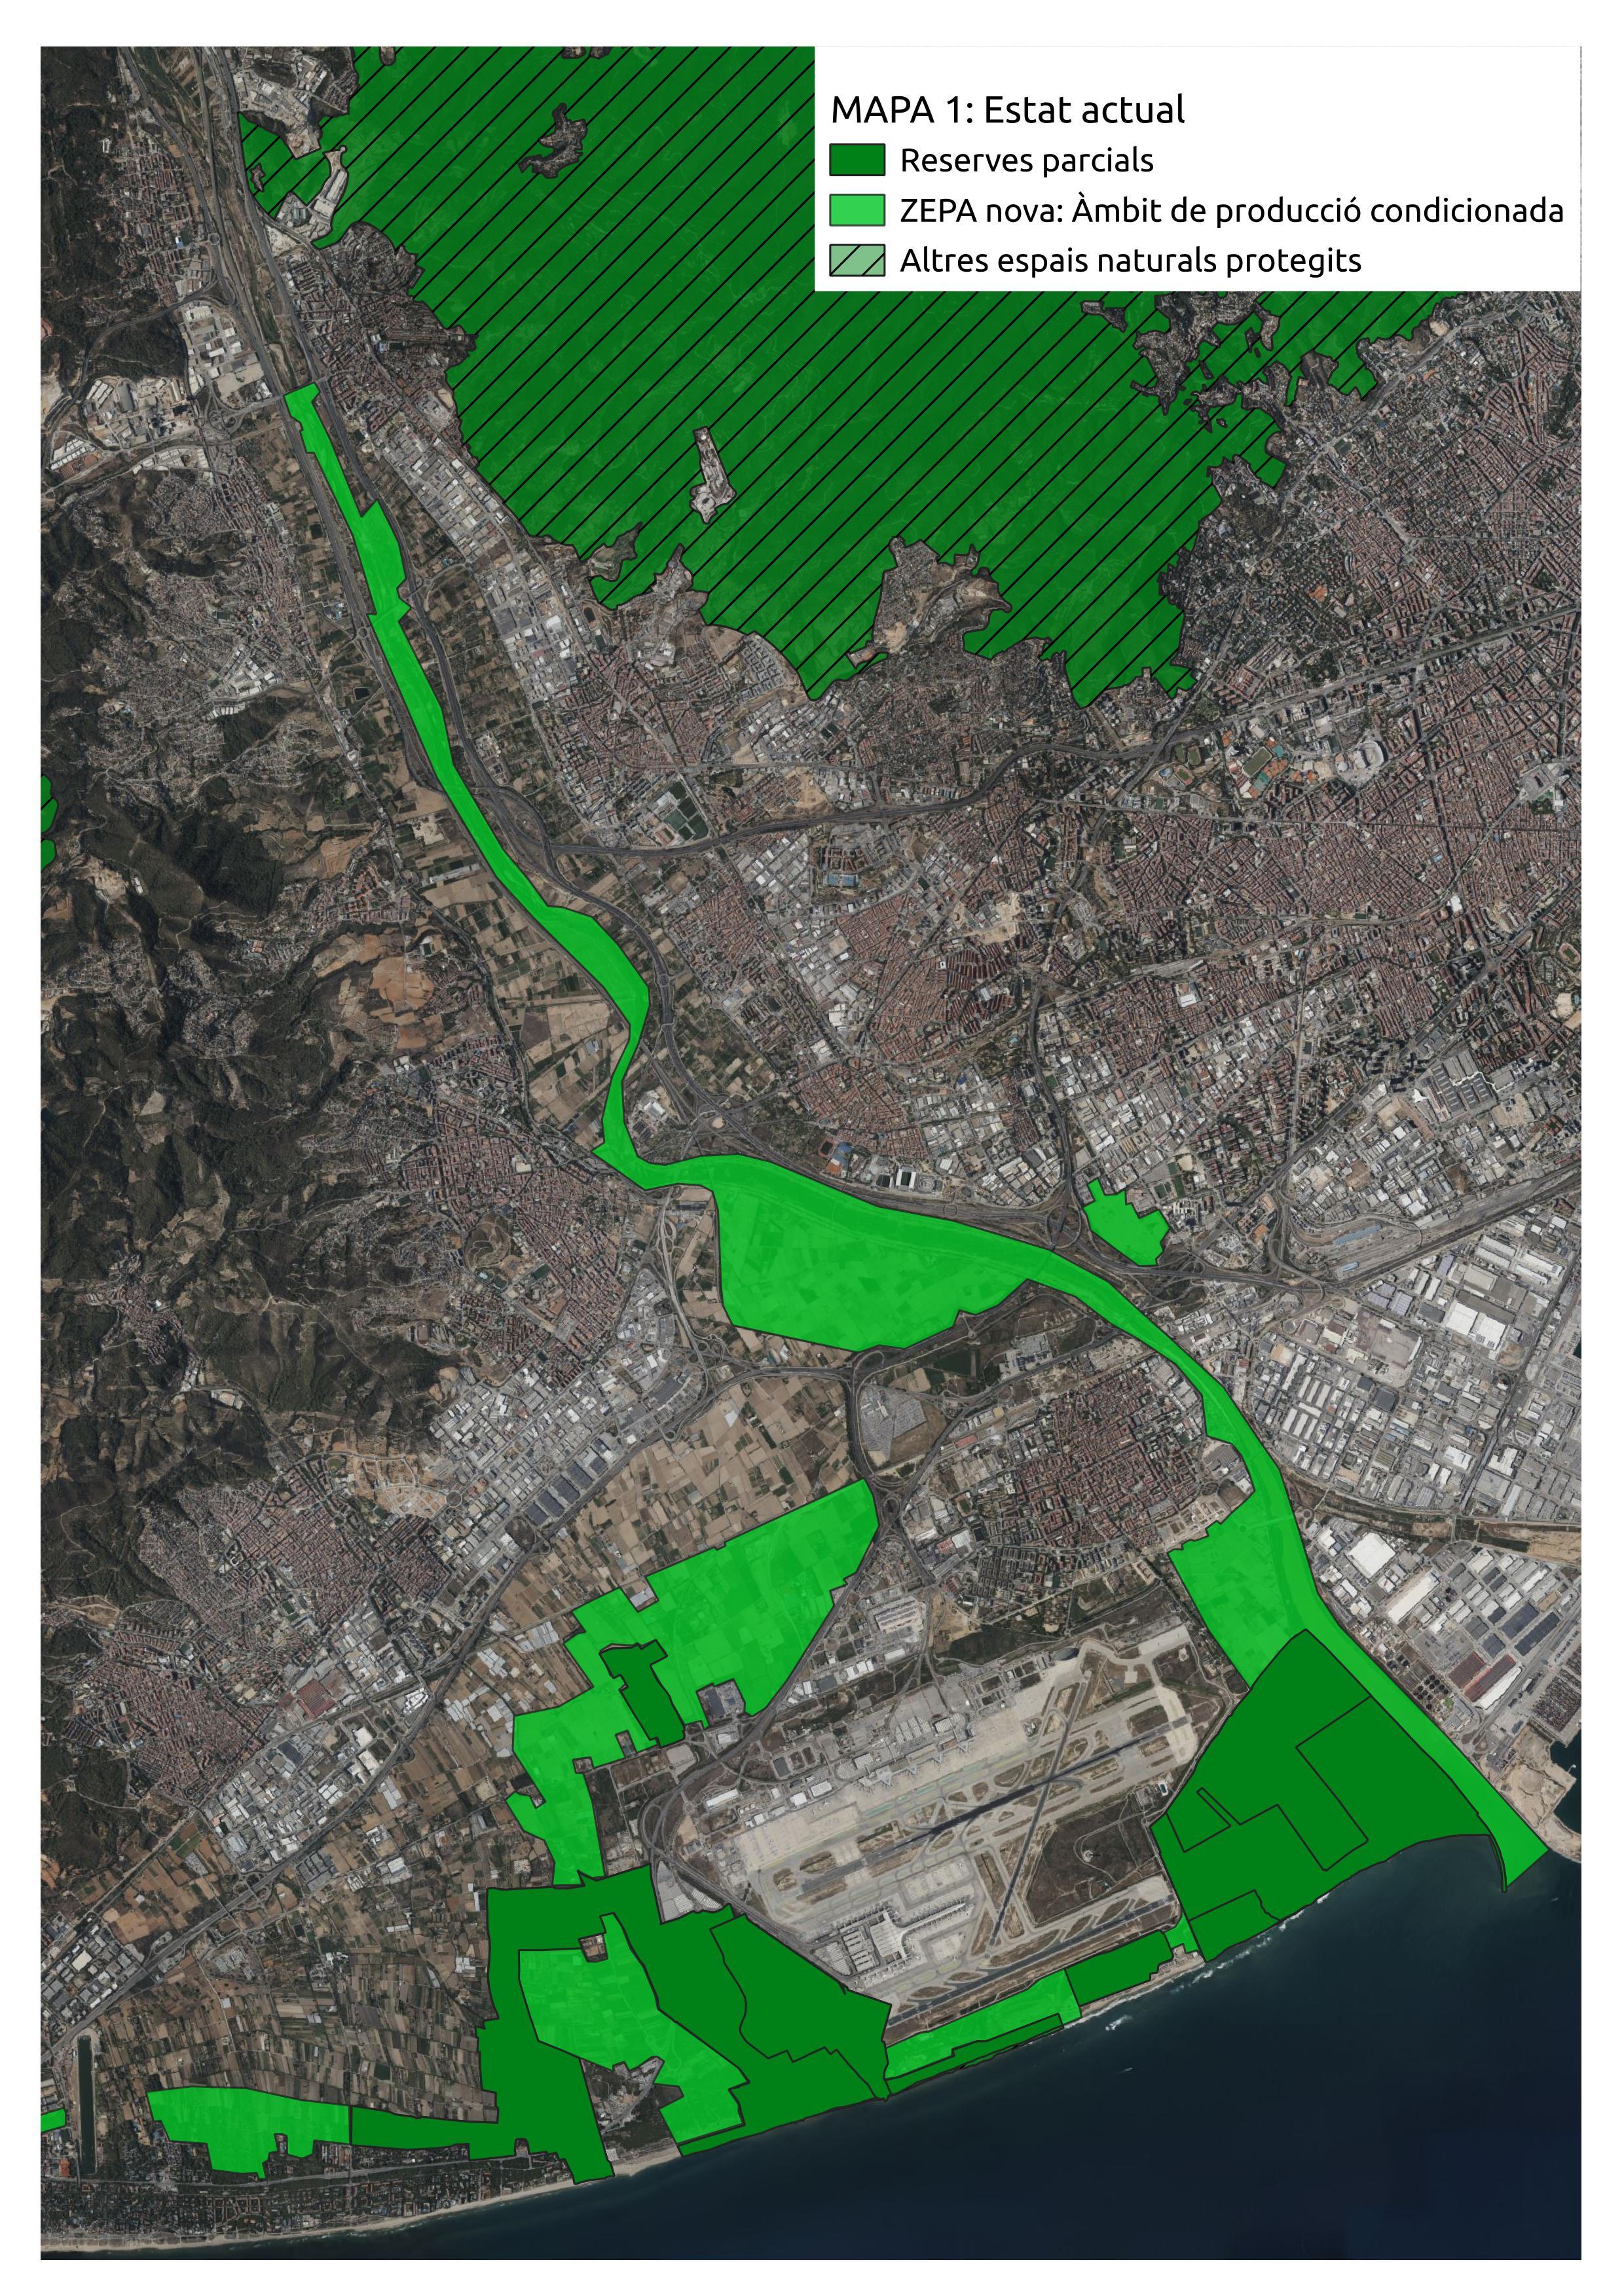 MAPA 1: Estat actual
Reserves parcials
ZEPA nova: Àmbit de producció condicionada
Altres espais naturals protegits